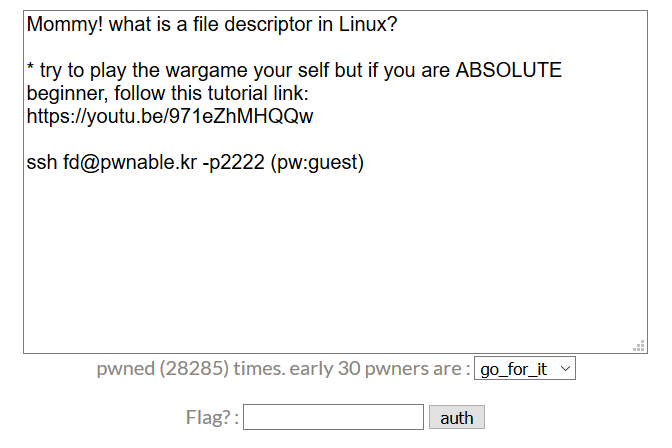 Mommy! what is a file descriptor in Linux?
* try to play the wargame your self but if you are ABSOLUTE
beginner, follow this tutorial link:
https://youtu.be/971eZhMHQQw
ssh fd@pwnable.kr -p2222 (pw:guest)
pwned (28285) times. early 30 pwners are : go_for_it
Flag? : auth